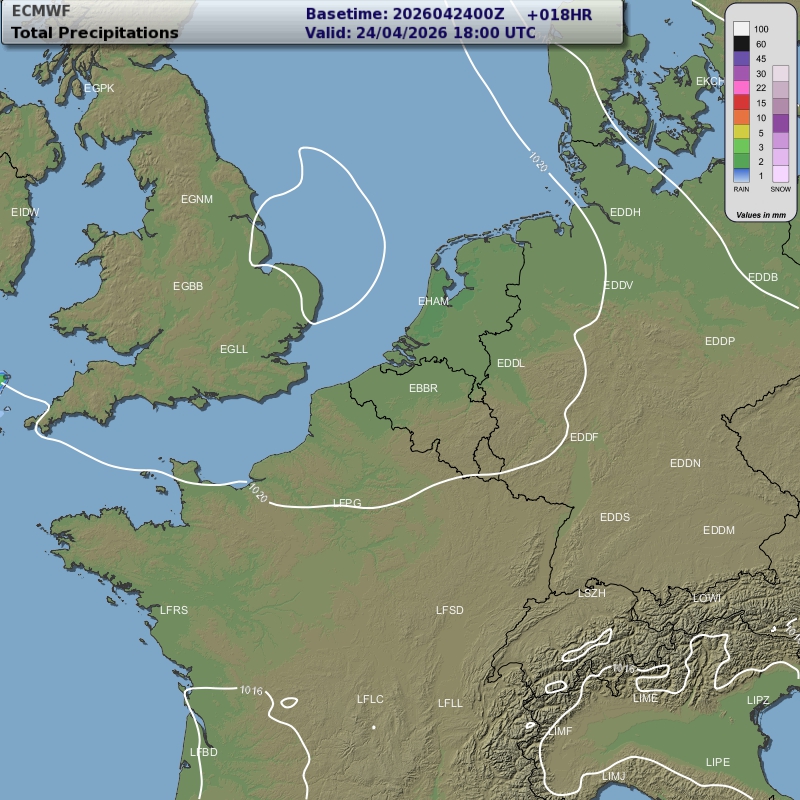 ECMWF
Basetime: 2026042400Z +018HR
Total Precipitations
Valid: 24/04/2026 18:00 UTC
100
60
45
30
22
15
10
5
3
2
1
RAIN SNOW
Values in mm
EGPK
EKCH
1020
EGNM
EIDW
EDDH
EDDB
EGBB
EDDV
EHAM
EDDP
EGLL
EDDL
EBBR
EDDF
EDDN
1020
LFPG
EDDS
EDDM
LSZH
LOWI
LFRS
LFSD
1016
1016
LFLC
LFLL
LIME
LIPZ
LIMF
LFBD
LIPE
LIMJ